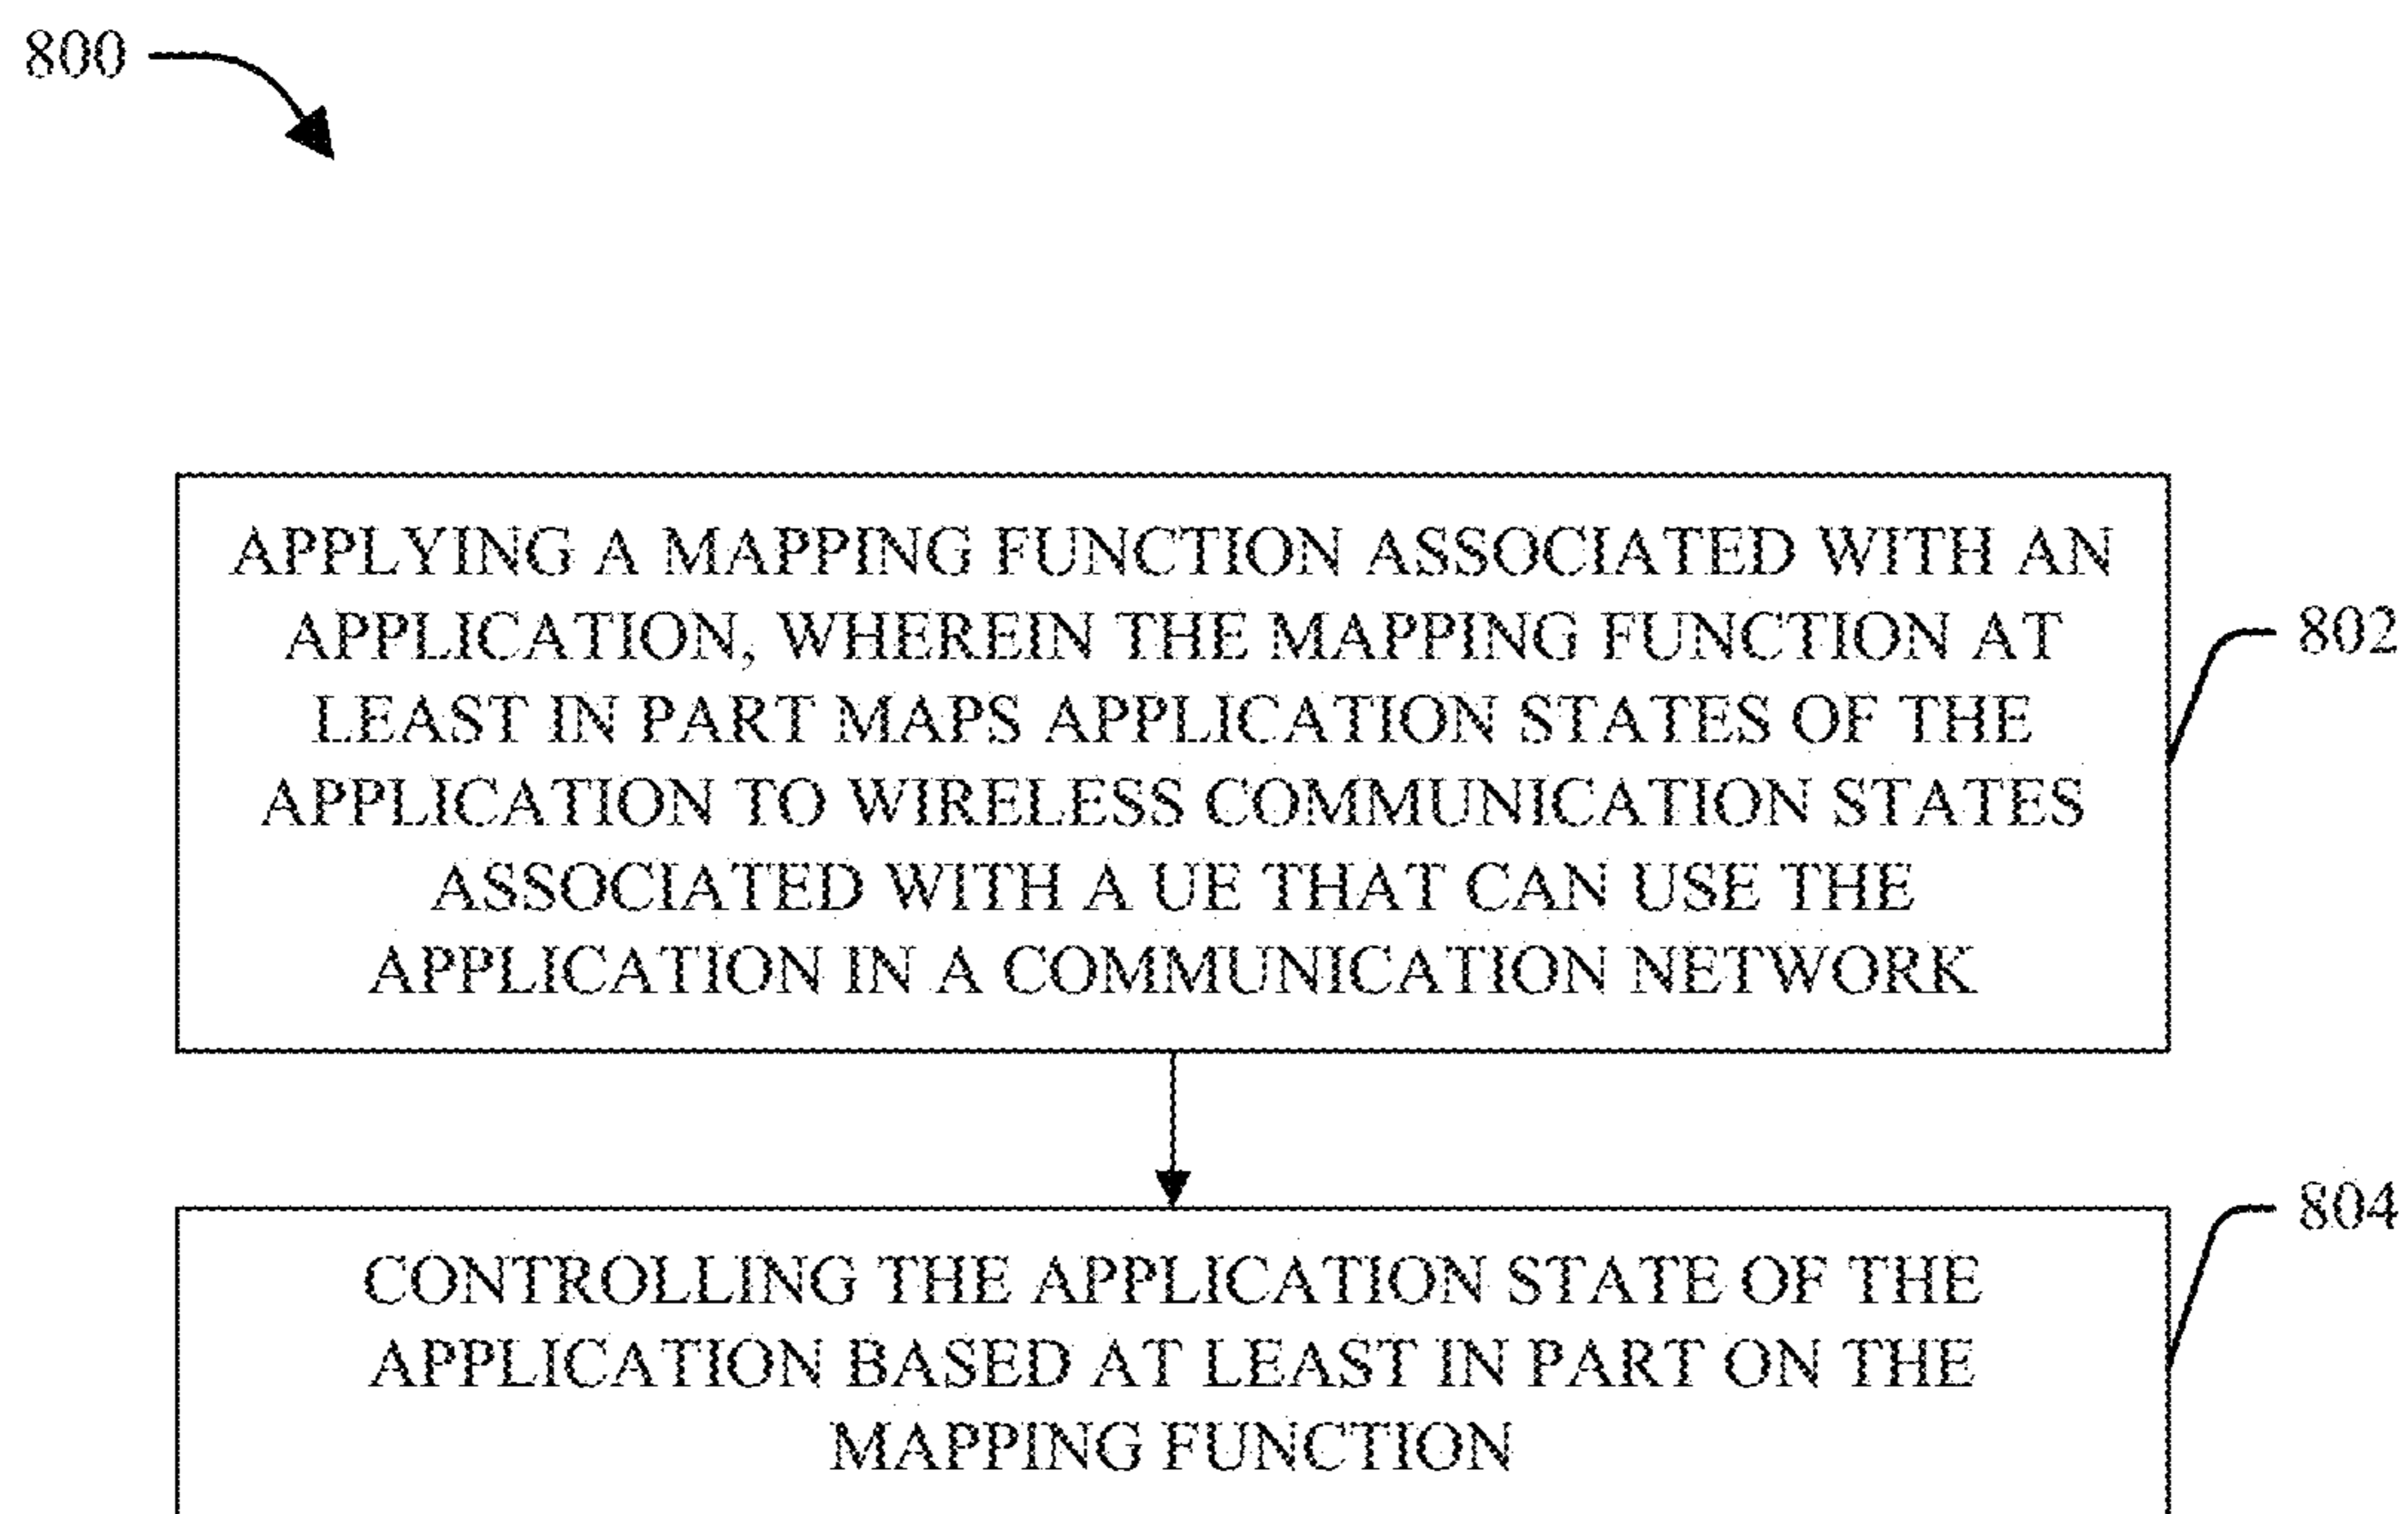 800
APPLYING A MAPPING FUNCTION ASSOCIATED WITH AN
APPLICATION, WHEREIN THE MAPPING FUNCTION AT
LEAST IN PART MAPS APPLICATION STATES OF THE
APPLICATION TO WIRELESS COMMUNICATION STATES
ASSOCIATED WITH A UE THAT CAN USE THE
APPLICATION IN A COMMUNICATION NETWORK
802
CONTROLLING THE APPLICATION STATE OF THE
APPLICATION BASED AT LEAST IN PART ON THE
MAPPING FUNCTION
804